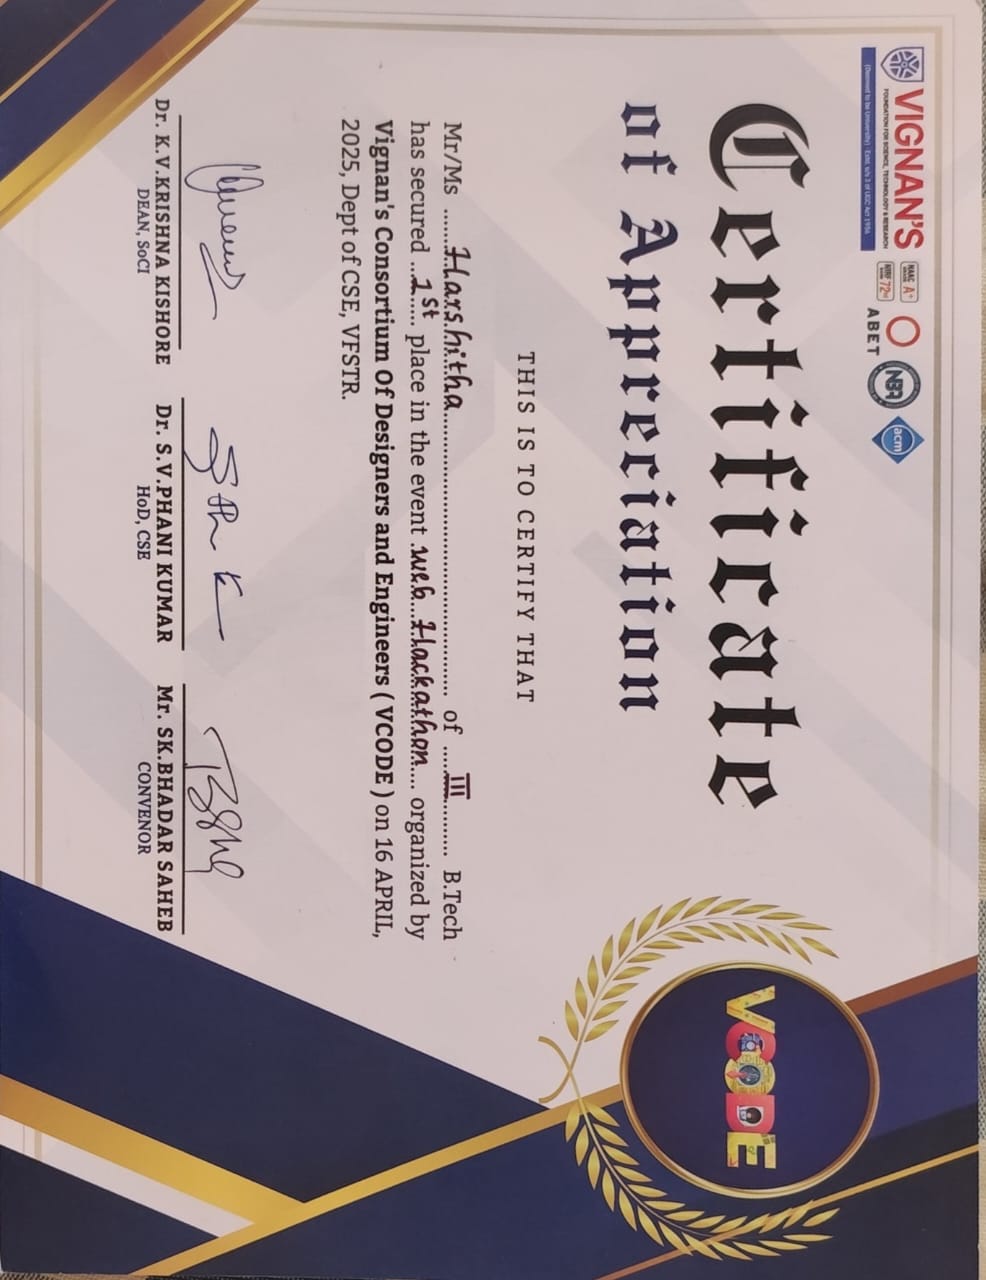 VIGNAN'S
FOUNDATION FOR SCIENCE, TECHNOLOGY & RESEARCH
(Deemed to be University) - Estd. u/s 3 of UGC Act 1956
NAAC GRADE A+
NIRF RANK 72nd
ABET
NBA
acm
VCODE
Certificate
of Appreciation
THIS IS TO CERTIFY THAT
Mr/Ms ......Harshitha...... of ....III.... B.Tech
has secured ...1st.... place in the event .web Hackathon.... organized by
Vignan's Consortium Of Designers and Engineers ( VCODE ) on 16 APRIL,
2025, Dept of CSE, VFSTR.
Dr. K.V.KRISHNA KISHORE
DEAN, SoCI
Dr. S.V.PHANI KUMAR
HoD, CSE
Mr. SK.BHADAR SAHEB
CONVENOR